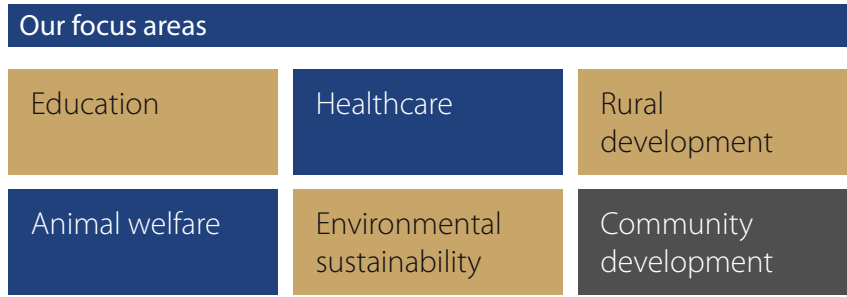 Our focus areas
Education
Healthcare
Rural
development
Animal welfare
Environmental
sustainability
Community
development